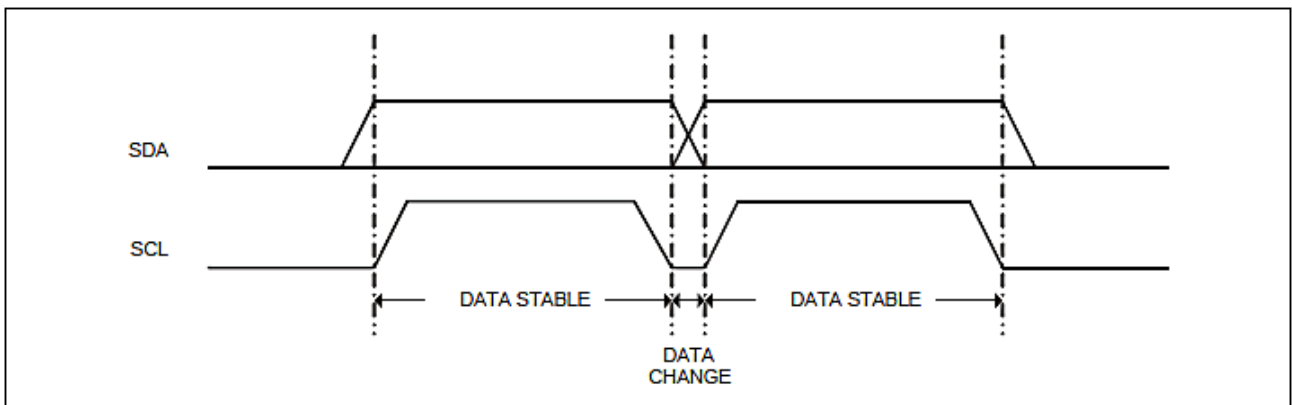 SDA
SCL
DATA STABLE
DATA STABLE
DATA
CHANGE